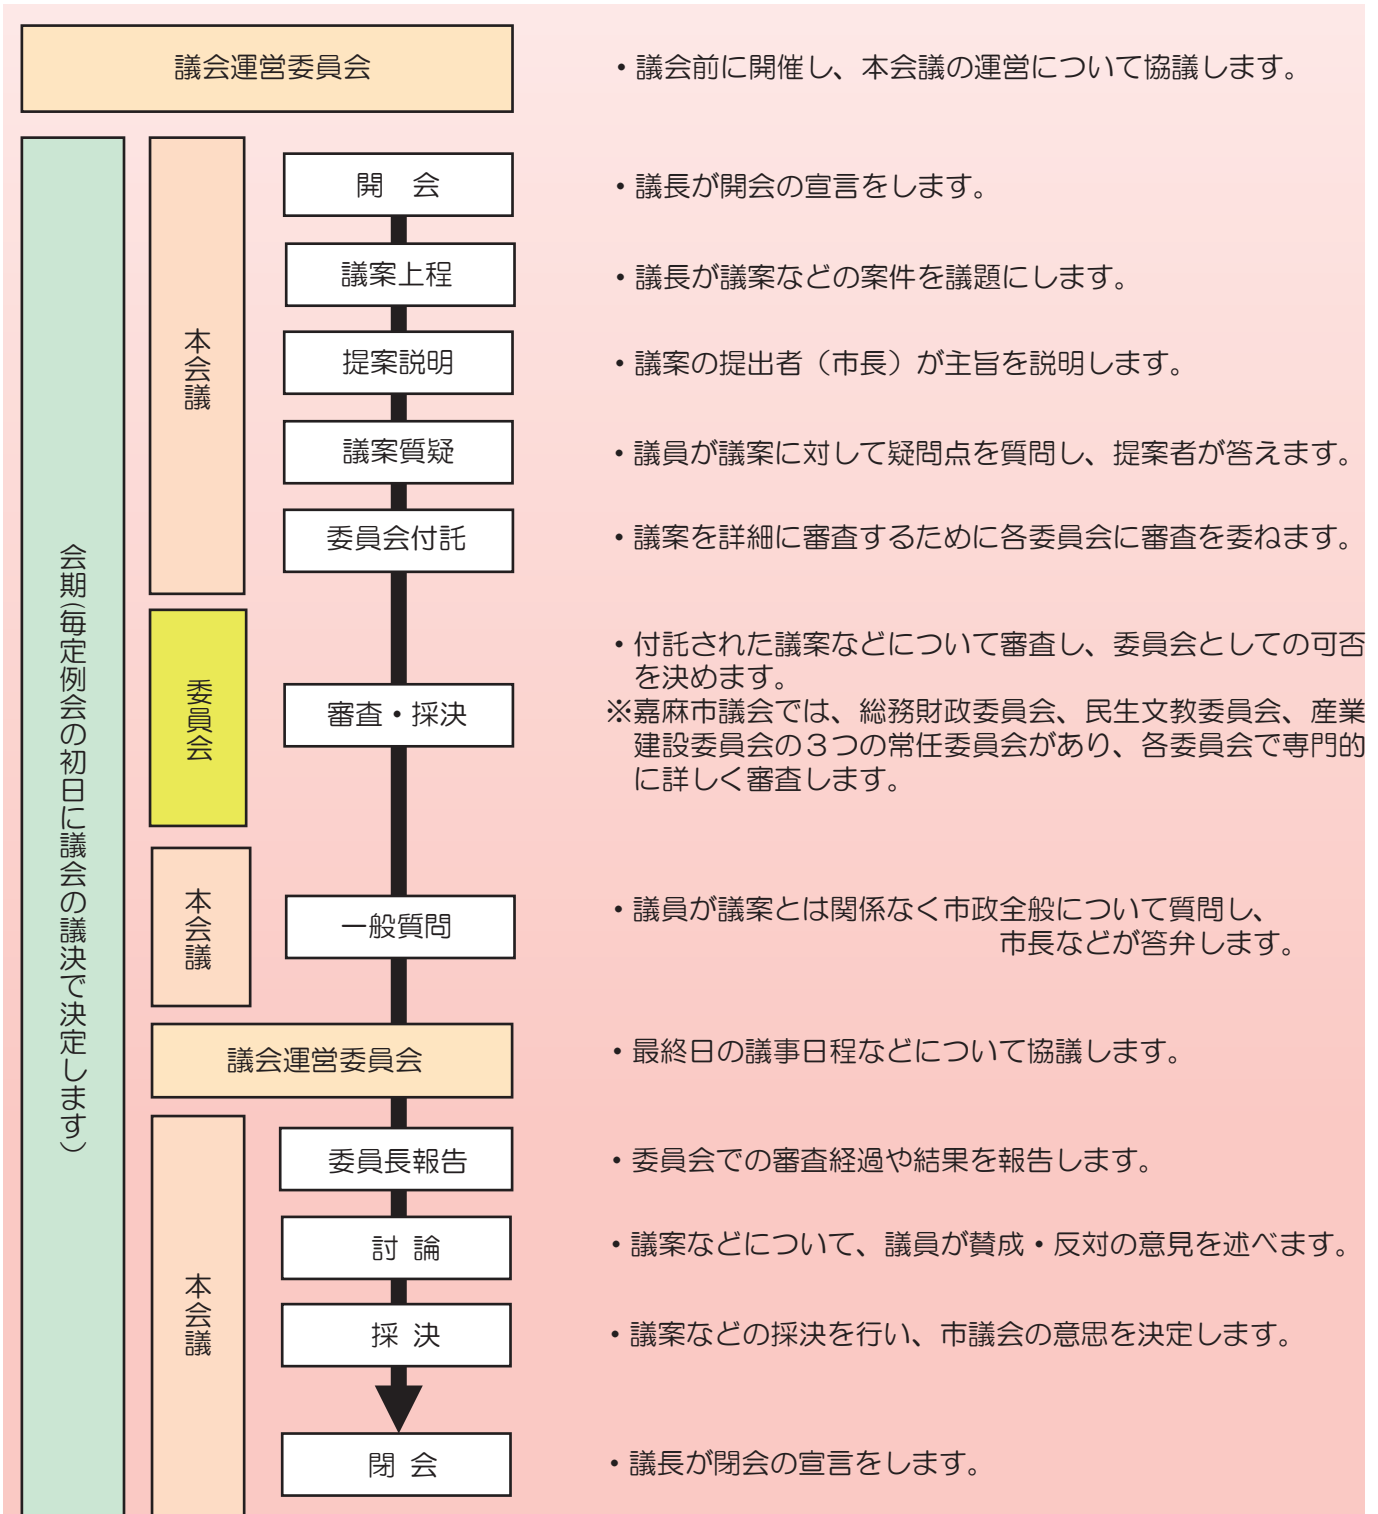 議会運営委員会
・議会前に開催し、本会議の運営について協議します。
会期(毎定例会の初日に議会の議決で決定します)
本会議
開 会
・議長が開会の宣言をします。
議案上程
・議長が議案などの案件を議題にします。
提案説明
・議案の提出者（市長）が主旨を説明します。
議案質疑
・議員が議案に対して疑問点を質問し、提案者が答えます。
委員会付託
・議案を詳細に審査するために各委員会に審査を委ねます。
委員会
審査・採決
・付託された議案などについて審査し、委員会としての可否
を決めます。
※嘉麻市議会では、総務財政委員会、民生文教委員会、産業
建設委員会の３つの常任委員会があり、各委員会で専門的
に詳しく審査します。
本会議
一般質問
・議員が議案とは関係なく市政全般について質問し、
市長などが答弁します。
議会運営委員会
・最終日の議事日程などについて協議します。
本会議
委員長報告
・委員会での審査経過や結果を報告します。
討 論
・議案などについて、議員が賛成・反対の意見を述べます。
採 決
・議案などの採決を行い、市議会の意思を決定します。
閉 会
・議長が閉会の宣言をします。